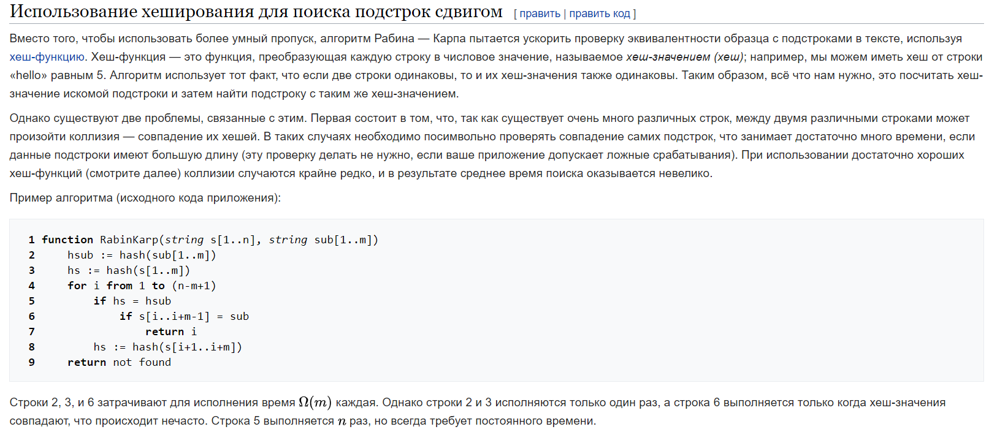 Использование хеширования для поиска подстрок сдвигом [ править | править код ]
Вместо того, чтобы использовать более умный пропуск, алгоритм Рабина — Карпа пытается ускорить проверку эквивалентности образца с подстроками в тексте, используя
хеш-функцию. Хеш-функция — это функция, преобразующая каждую строку в числовое значение, называемое хеш-значением (хеш); например, мы можем иметь хеш от строки
«hello» равным 5. Алгоритм использует тот факт, что если две строки одинаковы, то и их хеш-значения также одинаковы. Таким образом, всё что нам нужно, это посчитать хеш-
значение искомой подстроки и затем найти подстроку с таким же хеш-значением.
Однако существуют две проблемы, связанные с этим. Первая состоит в том, что, так как существует очень много различных строк, между двумя различными строками может
произойти коллизия — совпадение их хешей. В таких случаях необходимо посимвольно проверять совпадение самих подстрок, что занимает достаточно много времени, если
данные подстроки имеют большую длину (эту проверку делать не нужно, если ваше приложение допускает ложные срабатывания). При использовании достаточно хороших
хеш-функций (смотрите далее) коллизии случаются крайне редко, и в результате среднее время поиска оказывается невелико.
Пример алгоритма (исходного кода приложения):
1 function RabinKarp(string s[1..n], string sub[1..m])
2     hsub := hash(sub[1..m])
3     hs := hash(s[1..m])
4     for i from 1 to (n-m+1)
5         if hs = hsub
6             if s[i..i+m-1] = sub
7                 return i
8         hs := hash(s[i+1..i+m])
9     return not found
Строки 2, 3, и 6 затрачивают для исполнения время Ω(m) каждая. Однако строки 2 и 3 исполняются только один раз, а строка 6 выполняется только когда хеш-значения
совпадают, что происходит нечасто. Строка 5 выполняется n раз, но всегда требует постоянного времени.